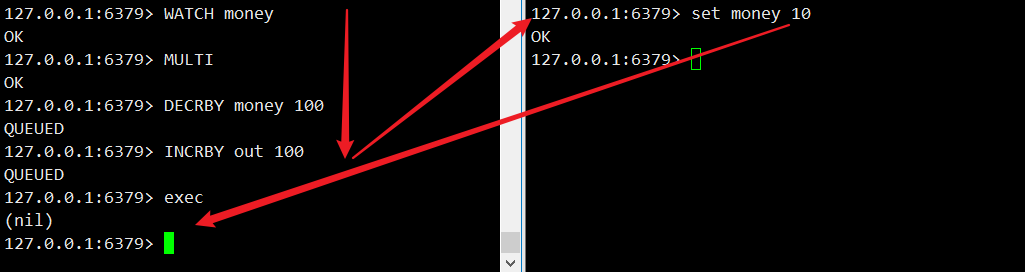 127.0.0.1:6379> WATCH money
OK
127.0.0.1:6379> MULTI
OK
127.0.0.1:6379> DECRBY money 100
QUEUED
127.0.0.1:6379> INCRBY out 100
QUEUED
127.0.0.1:6379> exec
(nil)
127.0.0.1:6379>
127.0.0.1:6379> set money 10
OK
127.0.0.1:6379>